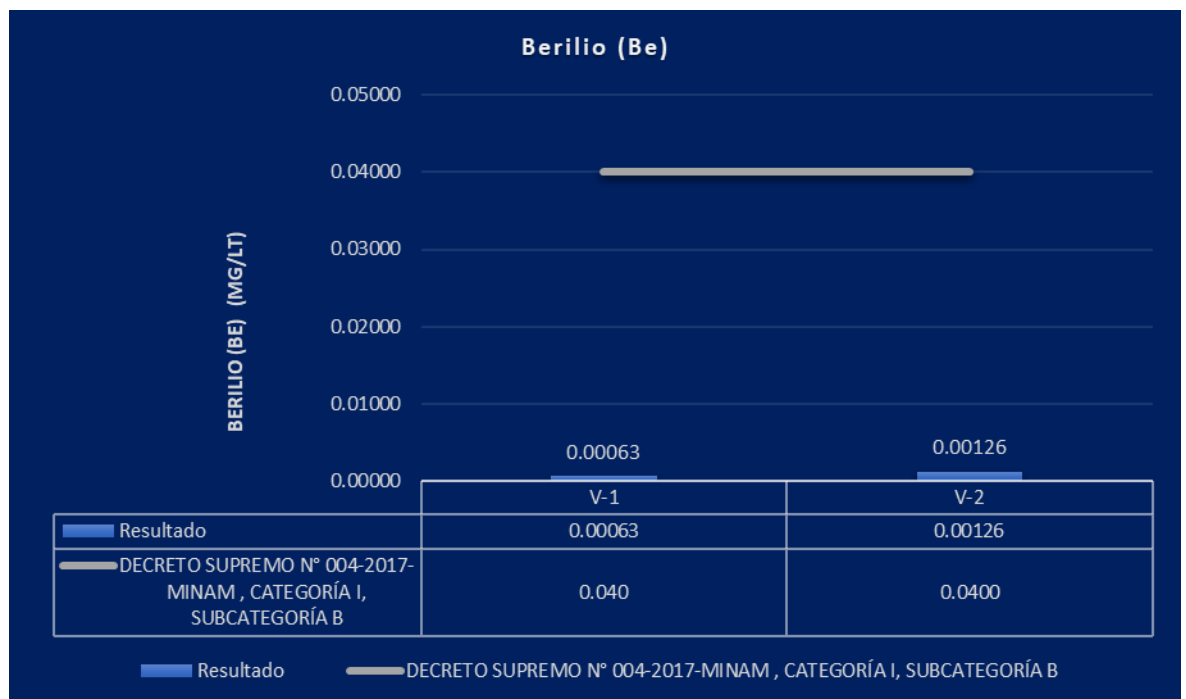 Berilio (Be)
BERILIO (BE)  (MG/LT)
0.05000
0.04000
0.03000
0.02000
0.01000
0.00000
0.00063
0.00126
V-1
V-2
Resultado
0.00063
0.00126
DECRETO SUPREMO N° 004-2017-
MINAM , CATEGORÍA I,
SUBCATEGORÍA B
0.040
0.0400
Resultado
DECRETO SUPREMO N° 004-2017-MINAM , CATEGORÍA I, SUBCATEGORÍA B